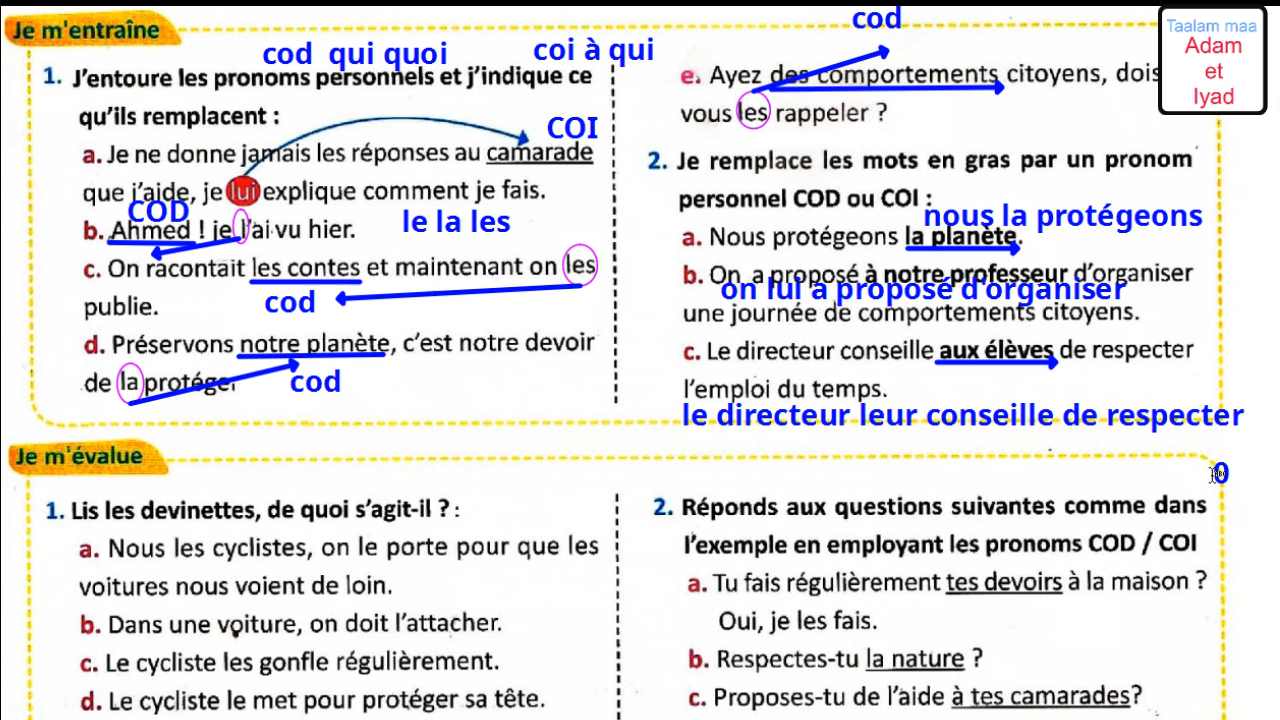 Je m'entraîne
cod qui quoi
coi à qui
1. J'entoure les pronoms personnels et j'indique ce
qu'ils remplacent :
COI
a. Je ne donne jamais les réponses au camarade
que j'aide, je lui explique comment je fais.
COD
le la les
b. Ahmed ! je l'ai vu hier.
c. On racontait les contes et maintenant on les
publie.
cod
d. Préservons notre planète, c'est notre devoir
de la protéger.
cod
cod
e. Ayez des comportements citoyens, dois
vous les rappeler ?
2. Je remplace les mots en gras par un pronom
personnel COD ou COI :
nous la protégeons
a. Nous protégeons la planète.
b. On a proposé à notre professeur d'organiser
on lui a proposé d'organiser
une journée de comportements citoyens.
c. Le directeur conseille aux élèves de respecter
l'emploi du temps.
le directeur leur conseille de respecter
0
Taalam maa
Adam
et
Iyad
Je m'évalue
1. Lis les devinettes, de quoi s'agit-il ? :
a. Nous les cyclistes, on le porte pour que les
voitures nous voient de loin.
b. Dans une voiture, on doit l'attacher.
c. Le cycliste les gonfle régulièrement.
d. Le cycliste le met pour protéger sa tête.
2. Réponds aux questions suivantes comme dans
l'exemple en employant les pronoms COD / COI
a. Tu fais régulièrement tes devoirs à la maison ?
Oui, je les fais.
b. Respectes-tu la nature ?
c. Proposes-tu de l'aide à tes camarades?